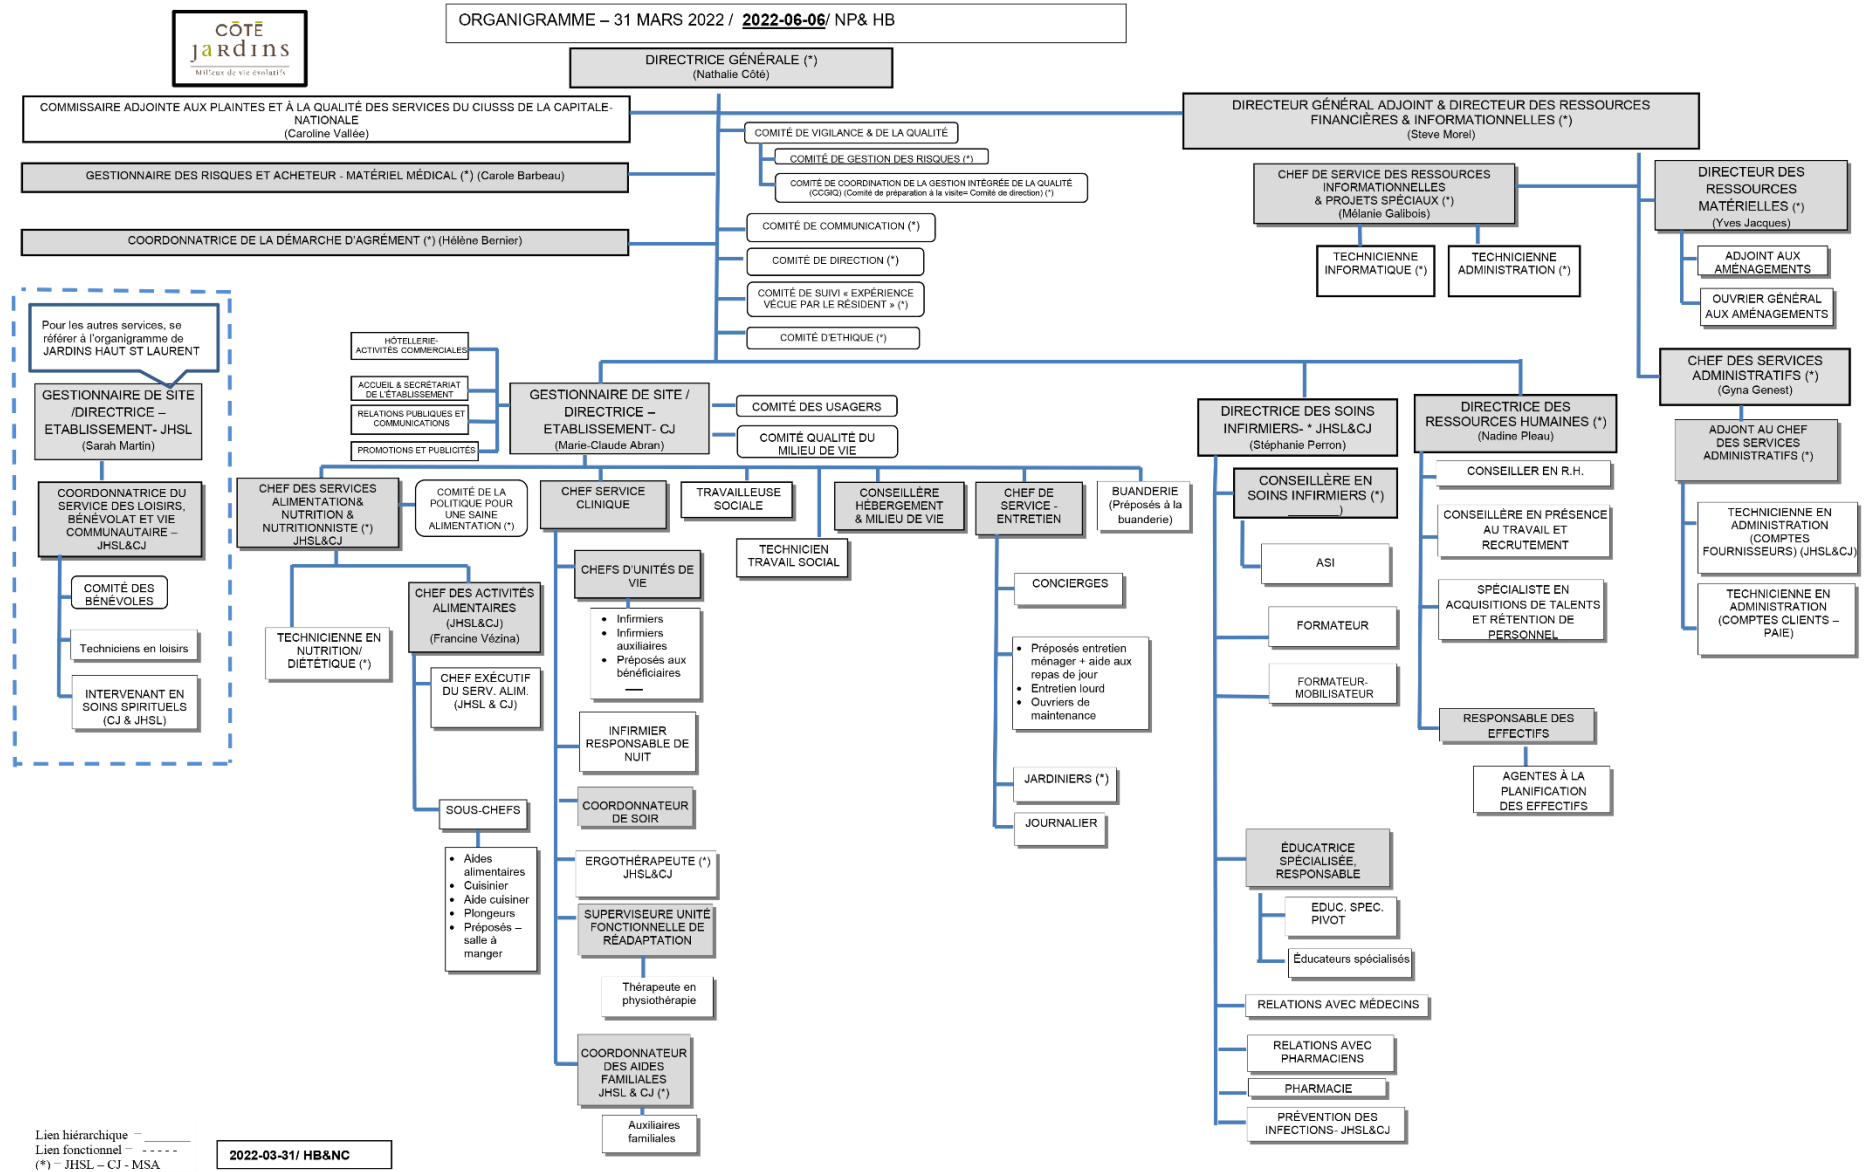 CÔTÉ
jaRdins
Milieux de vie évolutifs
ORGANIGRAMME – 31 MARS 2022 / 2022-06-06/ NP& HB
DIRECTRICE GÉNÉRALE (*)
(Nathalie Côté)
COMMISSAIRE ADJOINTE AUX PLAINTES ET À LA QUALITÉ DES SERVICES DU CIUSSS DE LA CAPITALE-
NATIONALE
(Caroline Vallée)
DIRECTEUR GÉNÉRAL ADJOINT & DIRECTEUR DES RESSOURCES
FINANCIÈRES & INFORMATIONNELLES (*)
(Steve Morel)
GESTIONNAIRE DES RISQUES ET ACHETEUR - MATÉRIEL MÉDICAL (*) (Carole Barbeau)
COORDONNATRICE DE LA DÉMARCHE D'AGRÉMENT (*) (Hélène Bernier)
COMITÉ DE VIGILANCE & DE LA QUALITÉ
COMITÉ DE GESTION DES RISQUES (*)
COMITÉ DE COORDINATION DE LA GESTION INTÉGRÉE DE LA QUALITÉ
(CCGIQ) (Comité de préparation à la visite= Comité de direction) (*)
COMITÉ DE COMMUNICATION (*)
COMITÉ DE DIRECTION (*)
COMITÉ DE SUIVI « EXPÉRIENCE
VÉCUE PAR LE RÉSIDENT » (*)
COMITÉ D'ETHIQUE (*)
CHEF DE SERVICE DES RESSOURCES
INFORMATIONNELLES
& PROJETS SPÉCIAUX (*)
(Mélanie Galibois)
TECHNICIENNE
INFORMATIQUE (*)
TECHNICIENNE
ADMINISTRATION (*)
DIRECTEUR DES
RESSOURCES
MATÉRIELLES (*)
(Yves Jacques)
ADJOINT AUX
AMÉNAGEMENTS
OUVRIER GÉNÉRAL
AUX AMÉNAGEMENTS
CHEF DES SERVICES
ADMINISTRATIFS (*)
(Gyna Genest)
ADJONT AU CHEF
DES SERVICES
ADMINISTRATIFS (*)
TECHNICIENNE EN
ADMINISTRATION
(COMPTES
FOURNISSEURS) (JHSL&CJ)
TECHNICIENNE EN
ADMINISTRATION
(COMPTES CLIENTS –
PAIE)
Pour les autres services, se
référer à l'organigramme de
JARDINS HAUT ST LAURENT
GESTIONNAIRE DE SITE
/DIRECTRICE –
ETABLISSEMENT- JHSL
(Sarah Martin)
COORDONNATRICE DU
SERVICE DES LOISIRS,
BÉNÉVOLAT ET VIE
COMMUNAUTAIRE –
JHSL&CJ
COMITÉ DES
BÉNÉVOLES
Techniciens en loisirs
INTERVENANT EN
SOINS SPIRITUELS
(CJ & JHSL)
HÔTELLERIE-
ACTIVITÉS COMMERCIALES
ACCUEIL & SECRÉTARIAT
DE L'ÉTABLISSEMENT
RELATIONS PUBLIQUES ET
COMMUNICATIONS
PROMOTIONS ET PUBLICITÉS
GESTIONNAIRE DE SITE /
DIRECTRICE –
ETABLISSEMENT- CJ
(Marie-Claude Abran)
COMITÉ DES USAGERS
COMITÉ QUALITÉ DU
MILIEU DE VIE
CHEF DES SERVICES
ALIMENTATION&
NUTRITION &
NUTRITIONNISTE (*)
JHSL&CJ
COMITÉ DE LA
POLITIQUE POUR
UNE SAINE
ALIMENTATION (*)
TECHNICIENNE EN
NUTRITION/
DIÉTÉTIQUE (*)
CHEF DES ACTIVITÉS
ALIMENTAIRES
(JHSL&CJ)
(Francine Vézina)
CHEF EXÉCUTIF
DU SERV. ALIM.
(JHSL & CJ)
SOUS-CHEFS
• Aides
alimentaires
• Cuisinier
• Aide cuisiner
• Plongeurs
• Préposés –
salle à
manger
CHEF SERVICE
CLINIQUE
CHEFS D'UNITÉS DE
VIE
• Infirmiers
• Infirmiers
auxiliaires
• Préposés aux
bénéficiaires
INFIRMIER
RESPONSABLE DE
NUIT
COORDONNATEUR
DE SOIR
ERGOTHÉRAPEUTE (*)
JHSL&CJ
SUPERVISEURE UNITÉ
FONCTIONNELLE DE
RÉADAPTATION
Thérapeute en
physiothérapie
COORDONNATEUR
DES AIDES
FAMILIALES
JHSL & CJ (*)
Auxiliaires
familiales
TRAVAILLEUSE
SOCIALE
TECHNICIEN
TRAVAIL SOCIAL
CONSEILLÈRE
HÉBERGEMENT
& MILIEU DE VIE
CHEF DE
SERVICE -
ENTRETIEN
CONCIERGES
• Préposés entretien
ménager + aide aux
repas de jour
• Entretien lourd
• Ouvriers de
maintenance
JARDINIERS (*)
JOURNALIER
BUANDERIE
(Préposés à la
buanderie)
DIRECTRICE DES SOINS
INFIRMIERS- * JHSL&CJ
(Stéphanie Perron)
CONSEILLÈRE EN
SOINS INFIRMIERS (*)
________)
ASI
FORMATEUR
FORMATEUR-
MOBILISATEUR
ÉDUCATRICE
SPÉCIALISÉE,
RESPONSABLE
EDUC. SPEC.
PIVOT
Éducateurs spécialisés
RELATIONS AVEC MÉDECINS
RELATIONS AVEC
PHARMACIENS
PHARMACIE
PRÉVENTION DES
INFECTIONS- JHSL&CJ
DIRECTRICE DES
RESSOURCES HUMAINES (*)
(Nadine Pleau)
CONSEILLER EN R.H.
CONSEILLÈRE EN PRÉSENCE
AU TRAVAIL ET
RECRUTEMENT
SPÉCIALISTE EN
ACQUISITIONS DE TALENTS
ET RÉTENTION DE
PERSONNEL
RESPONSABLE DES
EFFECTIFS
AGENTES À LA
PLANIFICATION
DES EFFECTIFS
Lien hiérarchique = _______
Lien fonctionnel = - - - - -
(*) = JHSL – CJ - MSA
2022-03-31/ HB&NC